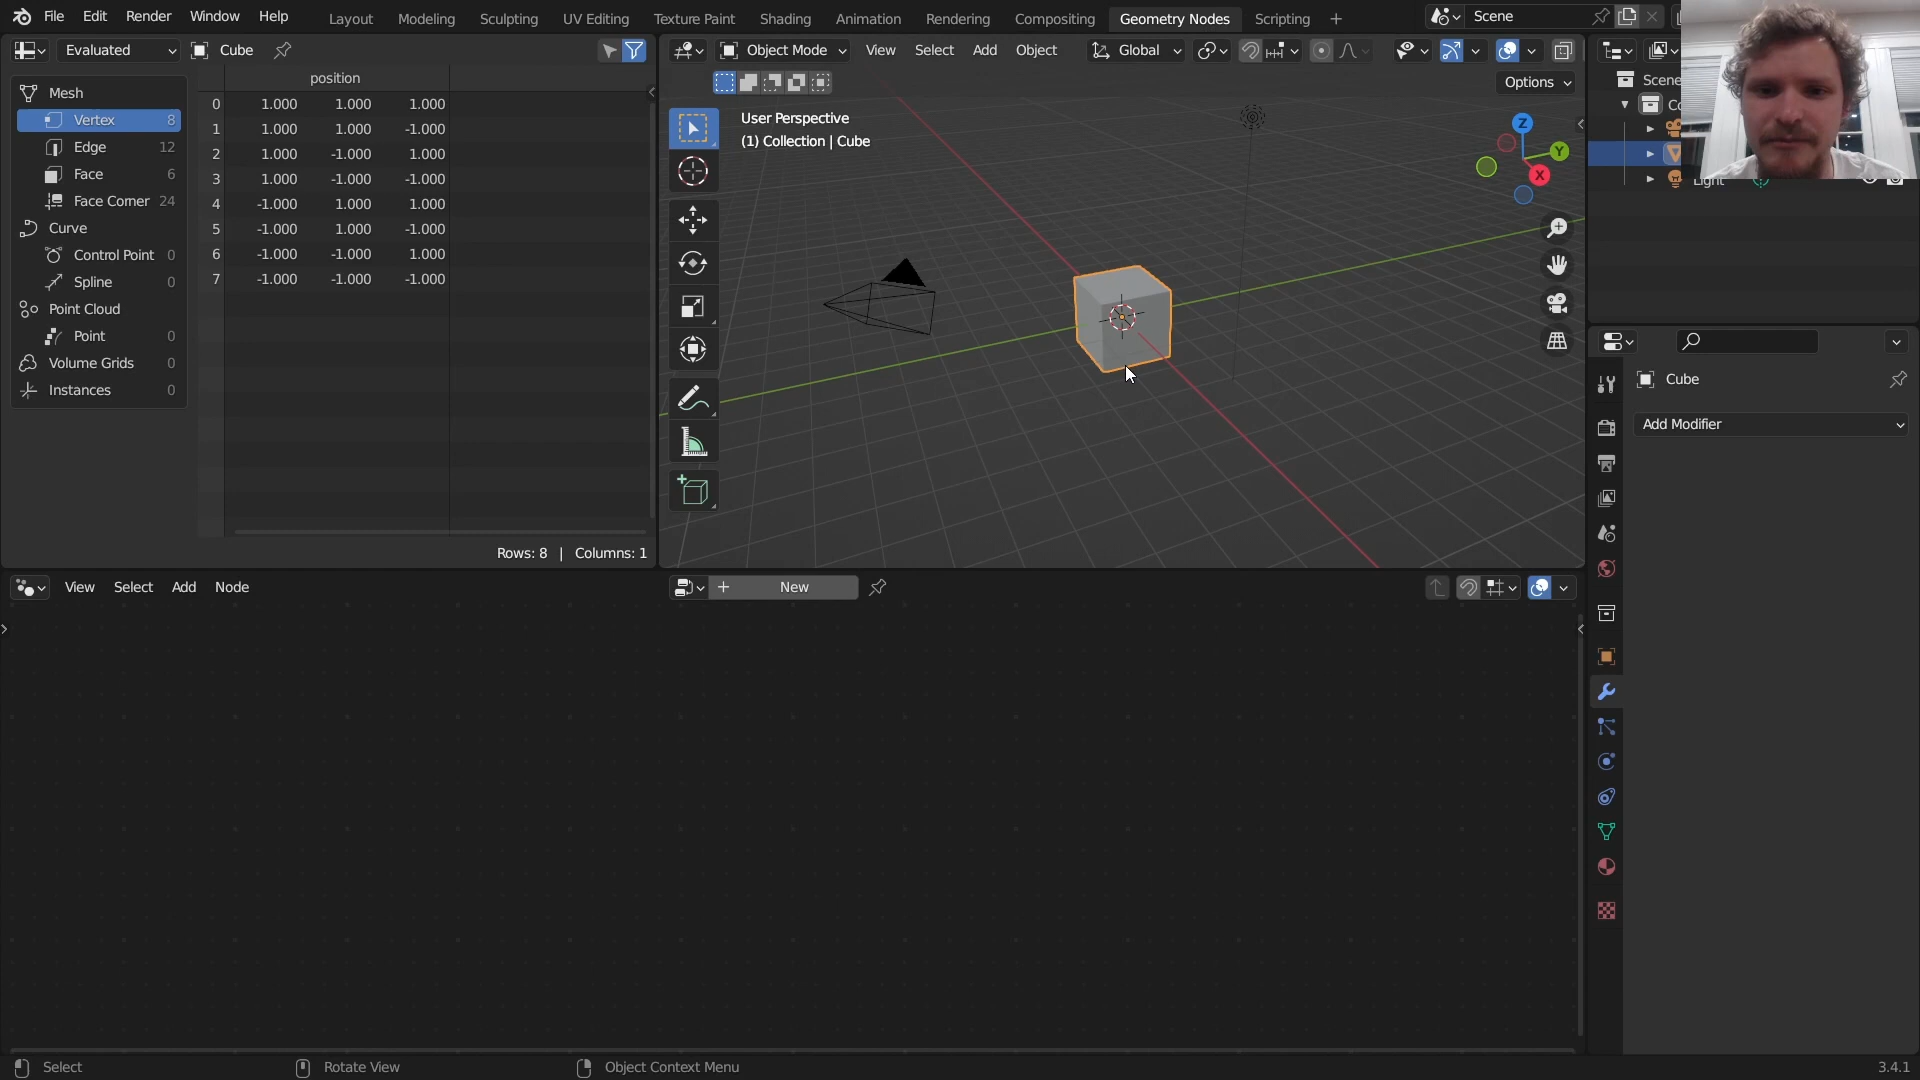 File Edit Render Window Help Layout Modeling Sculpting UV Editing Texture Paint Shading Animation Rendering Compositing Geometry Nodes Scripting + Scene
Evaluated Cube
Object Mode View Select Add Object Global
Options
position
Mesh
Vertex 8
Edge 12
Face 6
Face Corner 24
Curve
Control Point 0
Spline 0
Point Cloud
Point 0
Volume Grids 0
Instances 0
0 1.000 1.000 1.000
1 1.000 1.000 -1.000
2 1.000 -1.000 1.000
3 1.000 -1.000 -1.000
4 -1.000 1.000 1.000
5 -1.000 1.000 -1.000
6 -1.000 -1.000 1.000
7 -1.000 -1.000 -1.000
Rows: 8 | Columns: 1
User Perspective
(1) Collection | Cube
Z
Y
X
Scene
Light
Cube
Add Modifier
View Select Add Node
+ New
Select Rotate View Object Context Menu 3.4.1